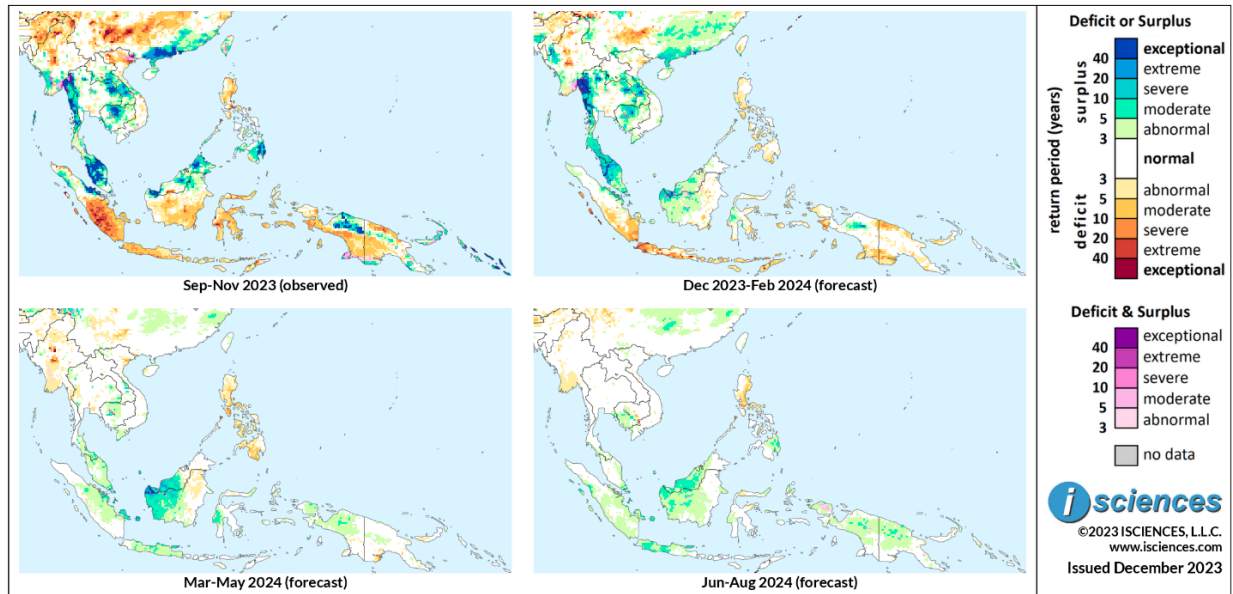 Sep-Nov 2023 (observed)
Dec 2023-Feb 2024 (forecast)
Mar-May 2024 (forecast)
Jun-Aug 2024 (forecast)
Deficit or Surplus
return period (years)
surplus
deficit
exceptional
40
extreme
20
severe
10
moderate
5
abnormal
3
normal
3
abnormal
5
moderate
10
severe
20
extreme
40
exceptional
Deficit & Surplus
exceptional
40
extreme
20
severe
10
moderate
5
abnormal
3
no data
i sciences
©2023 ISCIENCES, L.L.C.
www.isciences.com
Issued December 2023